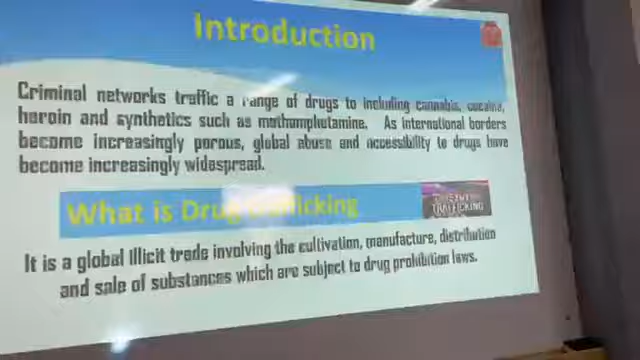 Introduction
Criminal networks traffic a range of drugs to including cannabis, cocaine,
heroin and synthetics such as methamphetamine. As international borders
become increasingly porous, global abuse and accessibility to drugs have
become increasingly widespread.
What is Drug trafficking
TRAFFICKING
It is a global illicit trade involving the cultivation, manufacture, distribution
and sale of substances which are subject to drug prohibition laws.